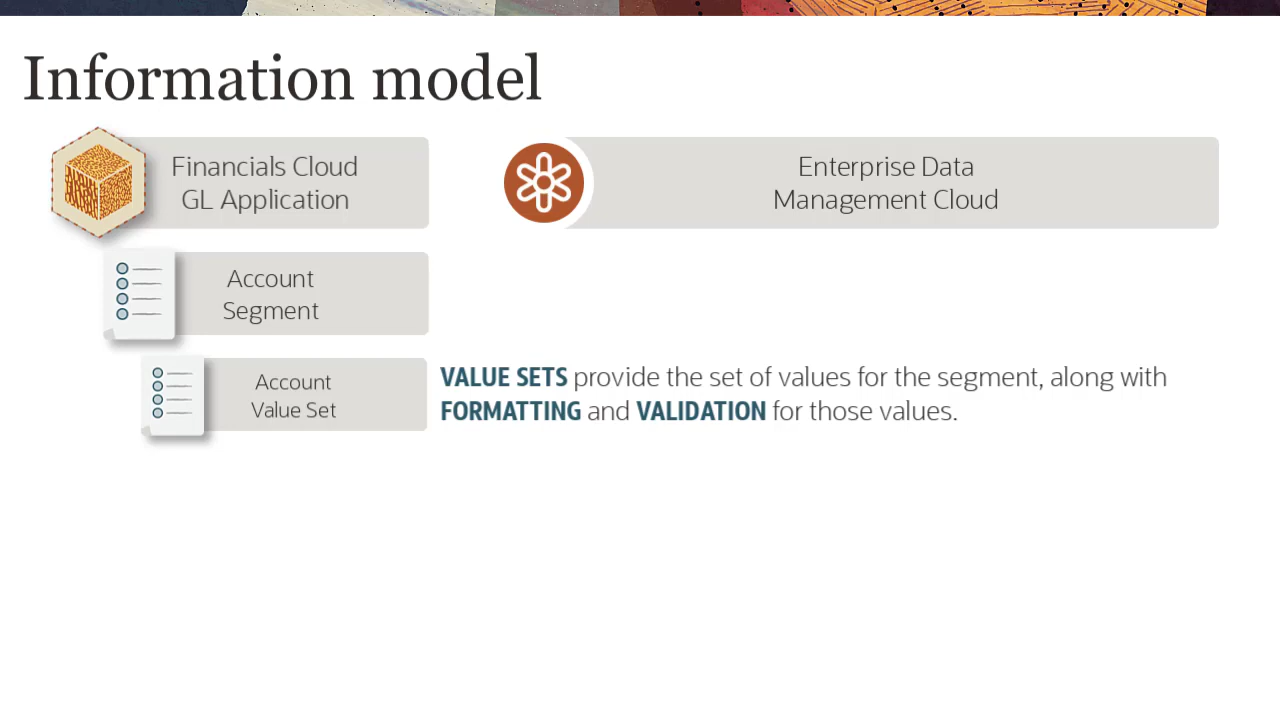 Information model
Financials Cloud
GL Application
Enterprise Data
Management Cloud
Account
Segment
Account
Value Set
VALUE SETS provide the set of values for the segment, along with
FORMATTING and VALIDATION for those values.